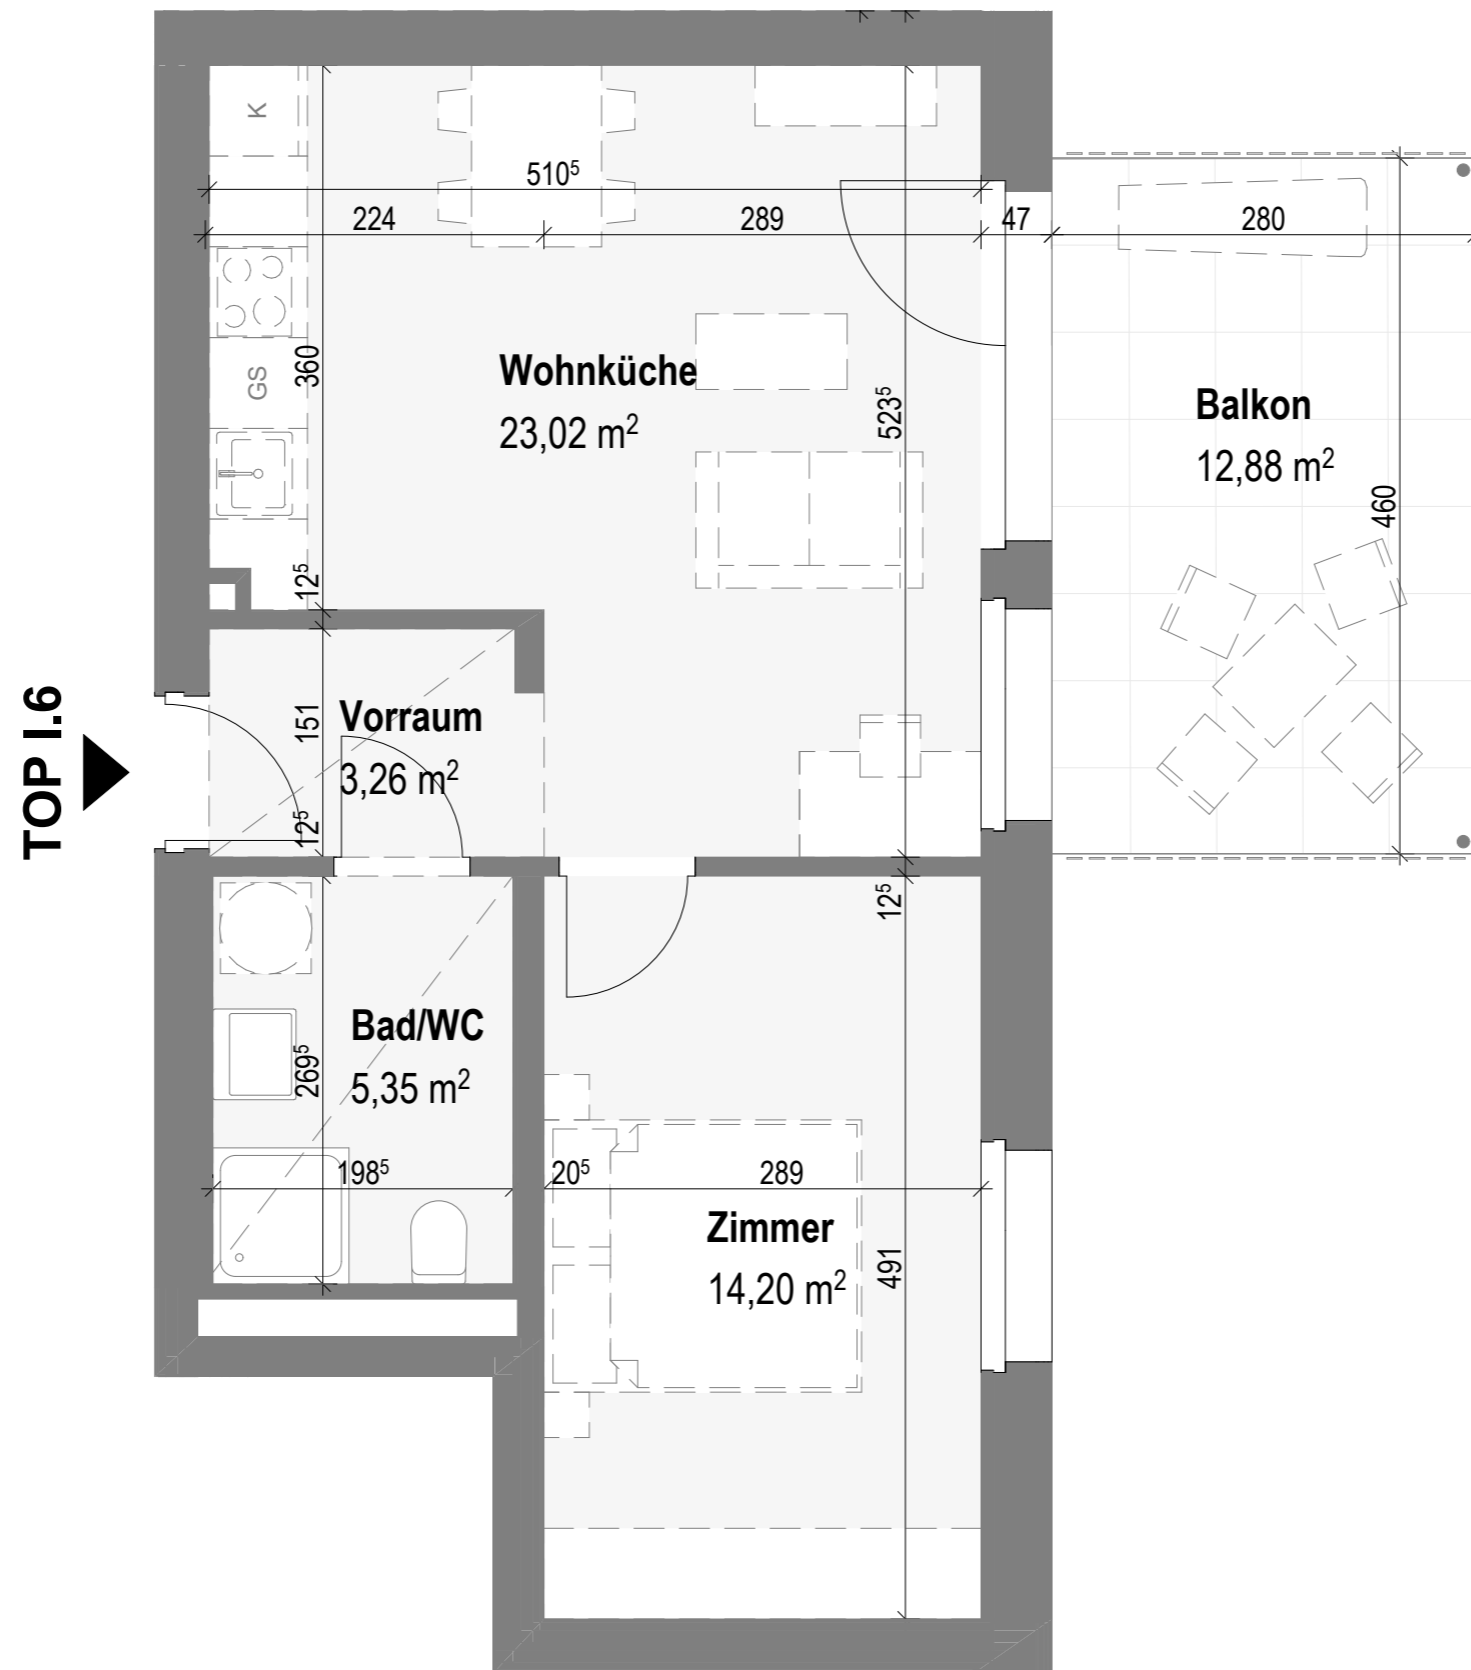 K
510⁵
224
289
47
280
GS
360
Wohnküche
23,02 m²
523⁵
Balkon
12,88 m²
460
12⁵
TOP I.6
151
Vorraum
3,26 m²
12⁵
12⁵
Bad/WC
5,35 m²
269⁵
198⁵
20⁵
289
Zimmer
14,20 m²
491